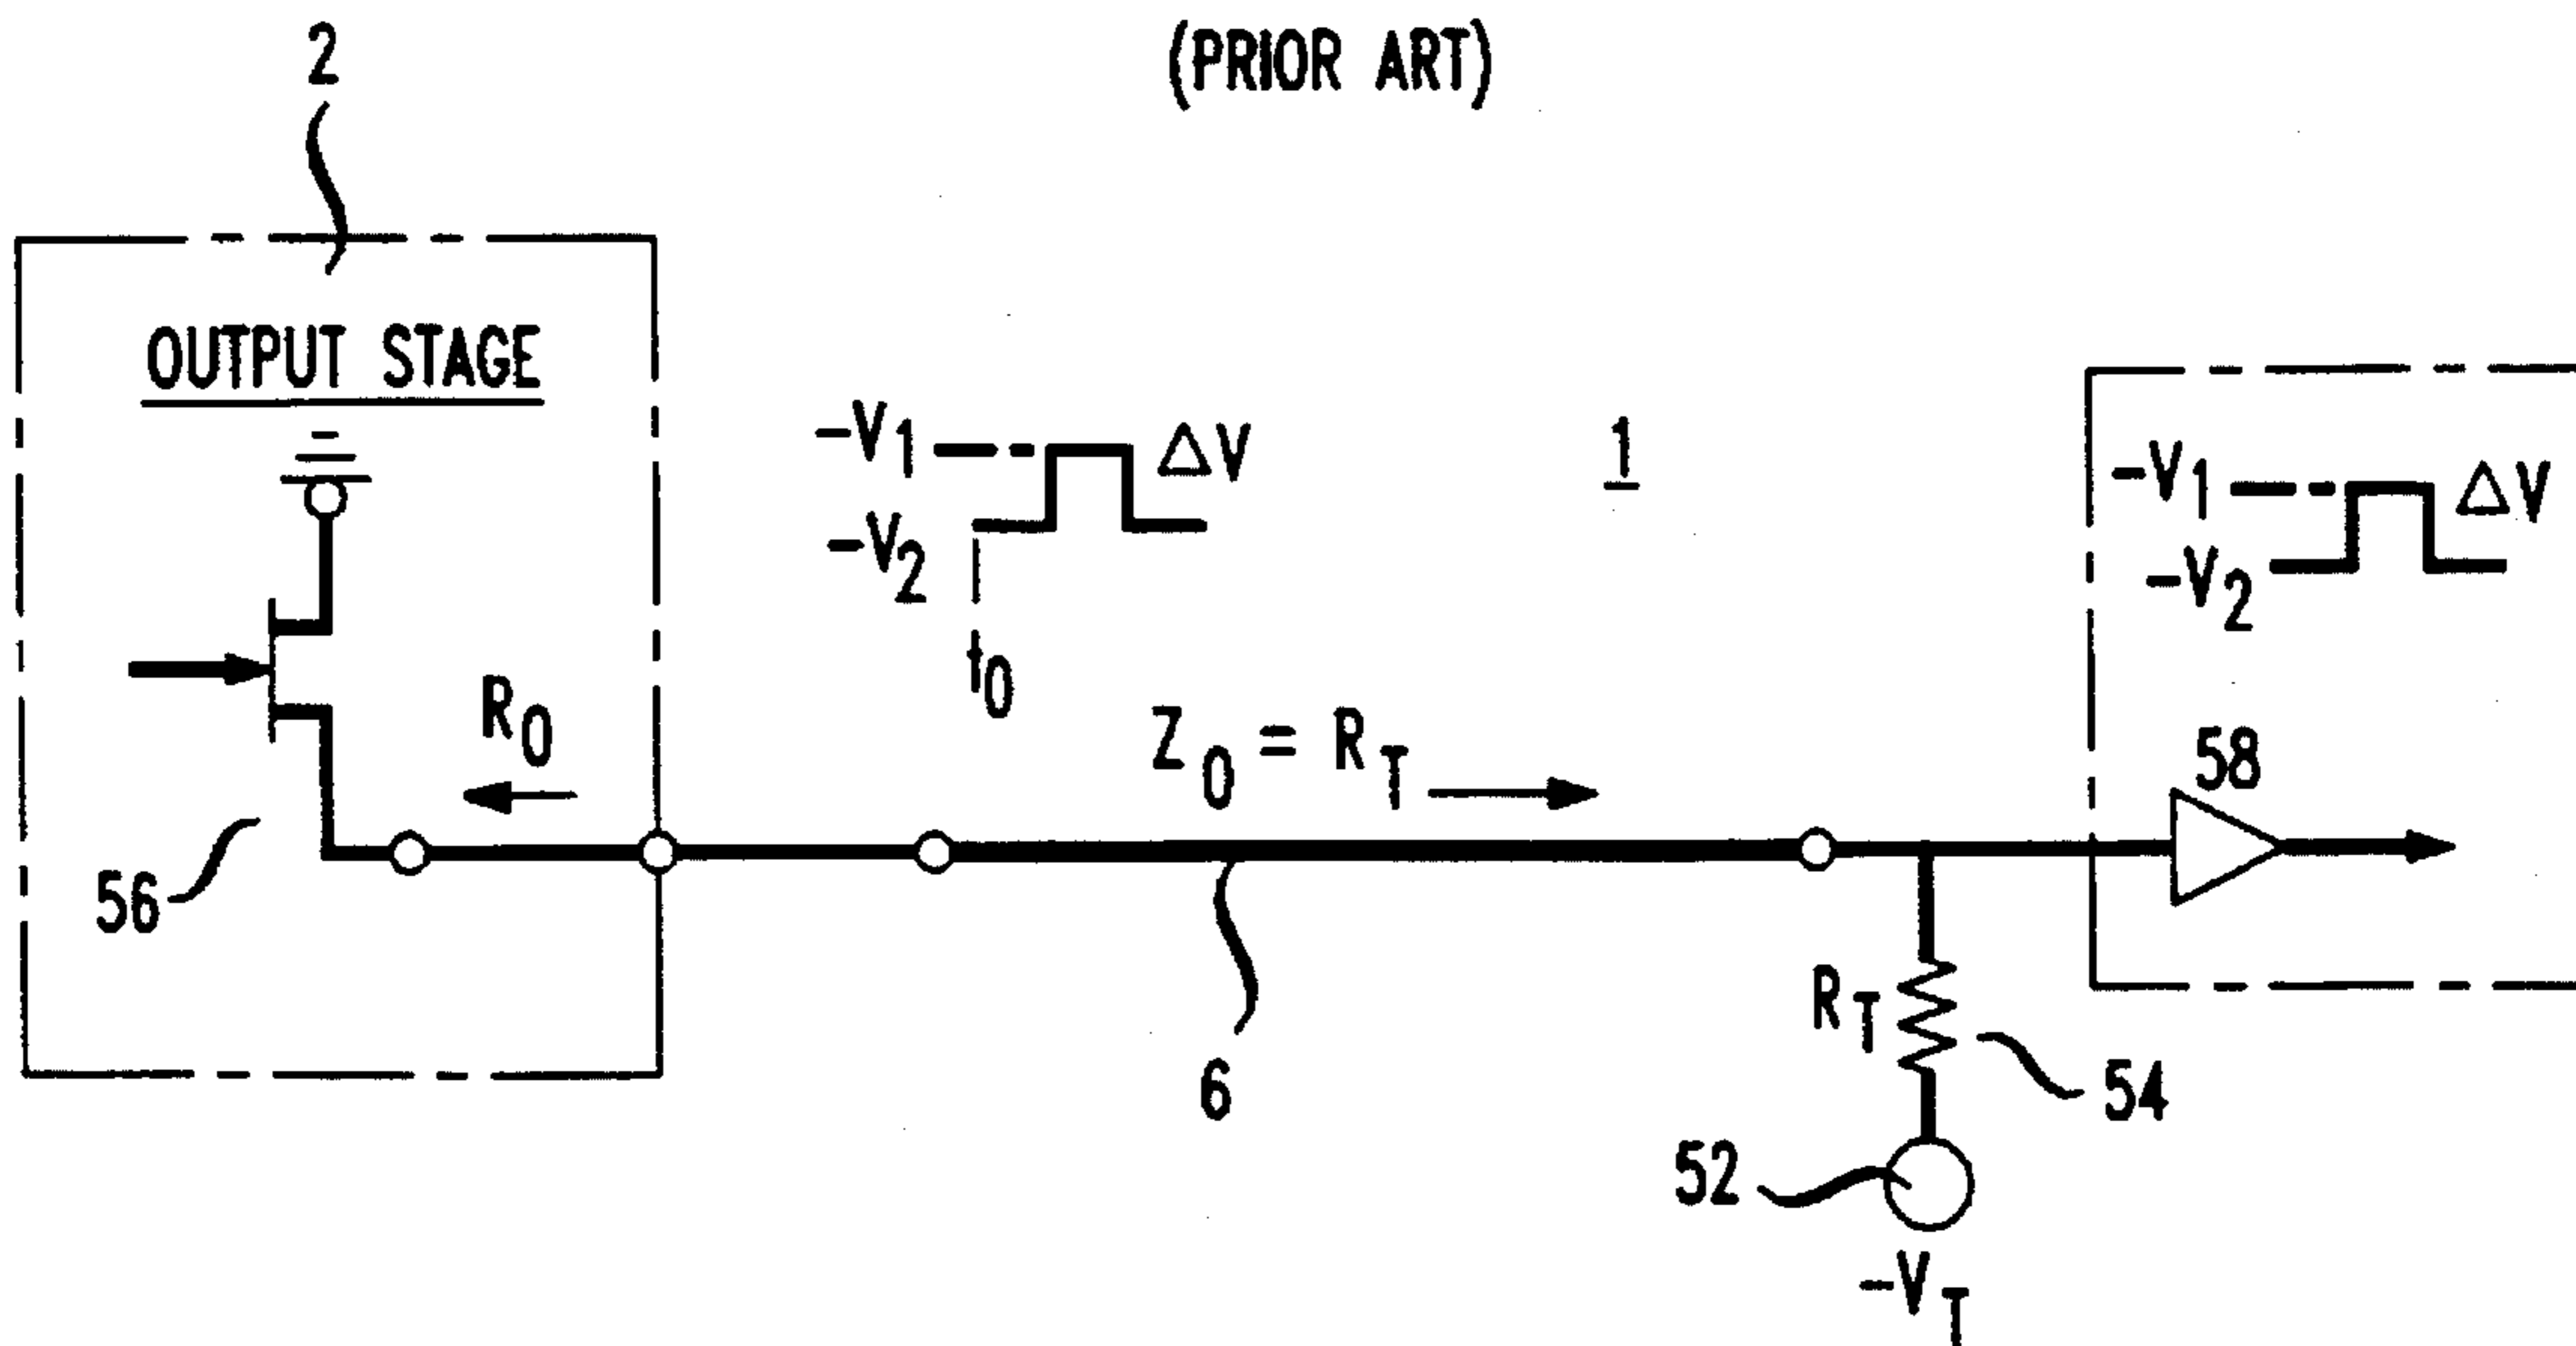 (PRIOR ART)
2
OUTPUT STAGE
-V1
ΔV
-V2
t0
1
-V1
ΔV
-V2
R0
Z0 = RT
58
56
6
RT
54
52
-VT